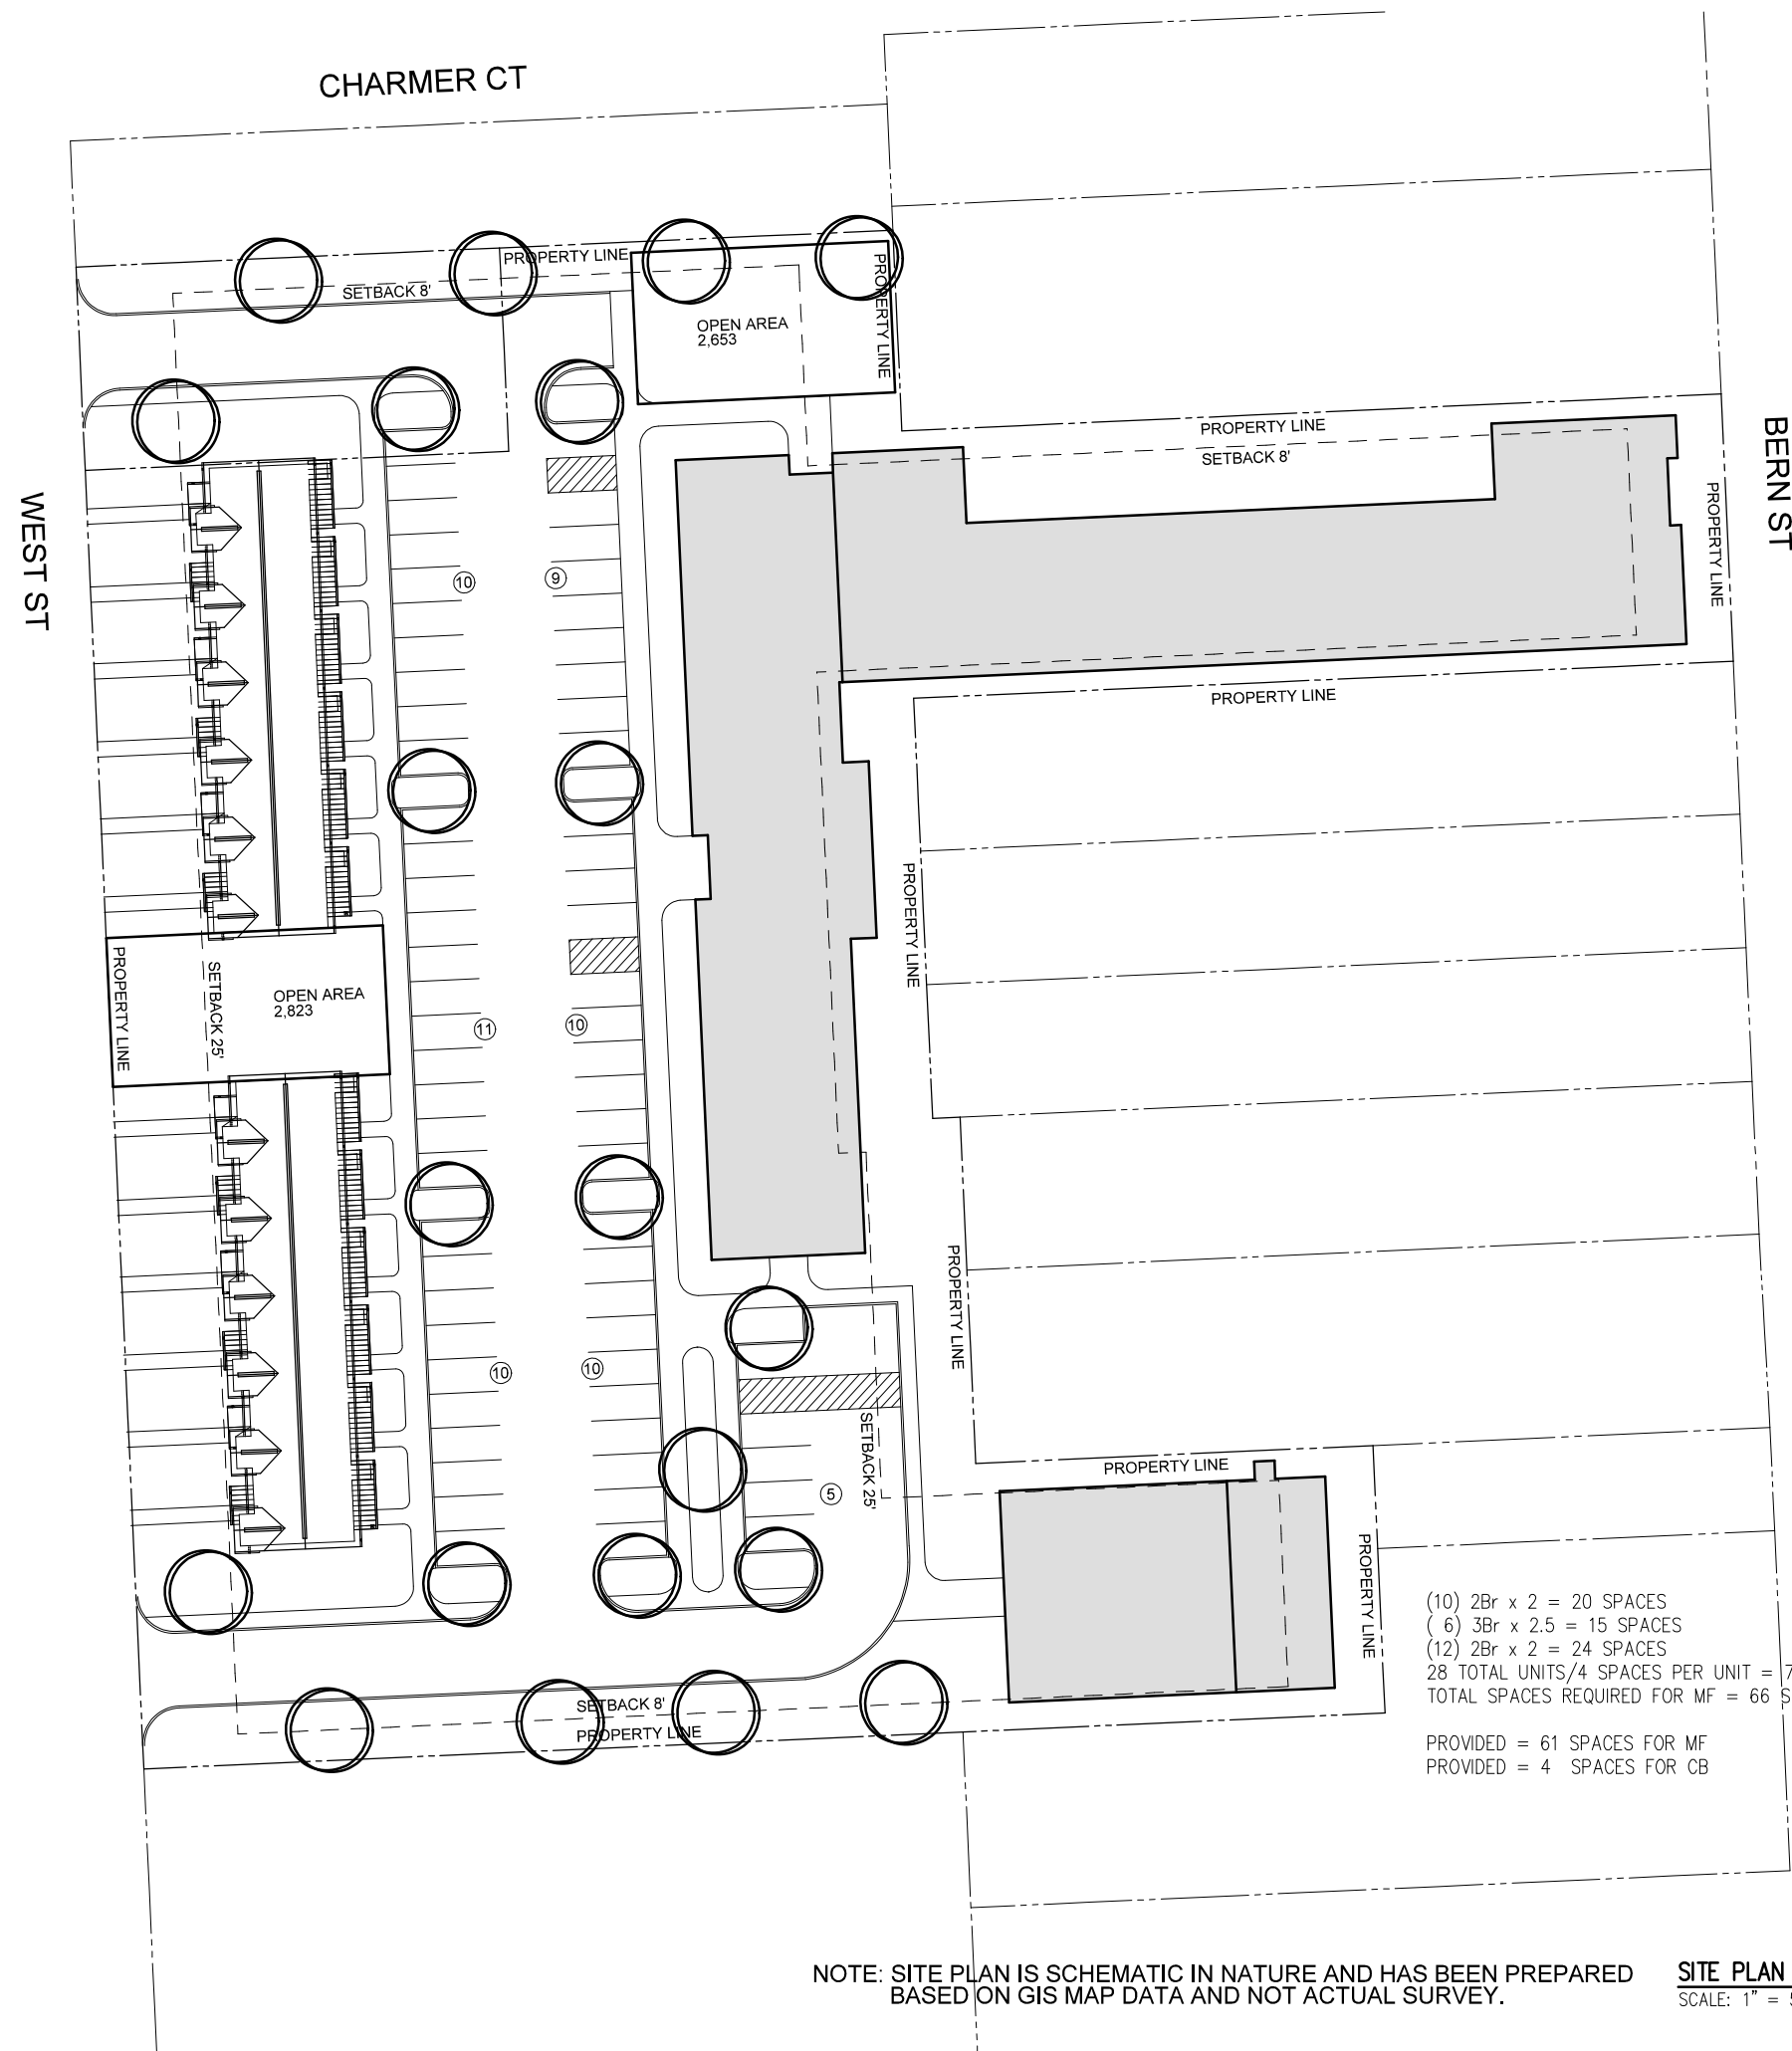 CHARMER CT
PROPERTY LINE
SETBACK 8'
PROPERTY LINE
OPEN AREA
2,653
PROPERTY LINE
SETBACK 8'
BERN ST
PROPERTY LINE
WEST ST
10
9
PROPERTY LINE
PROPERTY LINE
PROPERTY LINE
SETBACK 25'
OPEN AREA
2,823
11
10
PROPERTY LINE
10
10
SETBACK 25'
5
PROPERTY LINE
PROPERTY LINE
(10) 2Br x 2 = 20 SPACES
( 6) 3Br x 2.5 = 15 SPACES
(12) 2Br x 2 = 24 SPACES
28 TOTAL UNITS/4 SPACES PER UNIT = 7
TOTAL SPACES REQUIRED FOR MF = 66 S
PROVIDED = 61 SPACES FOR MF
PROVIDED = 4 SPACES FOR CB
SETBACK 8'
PROPERTY LINE
NOTE: SITE PLAN IS SCHEMATIC IN NATURE AND HAS BEEN PREPARED
BASED ON GIS MAP DATA AND NOT ACTUAL SURVEY.
SITE PLAN
SCALE: 1" =